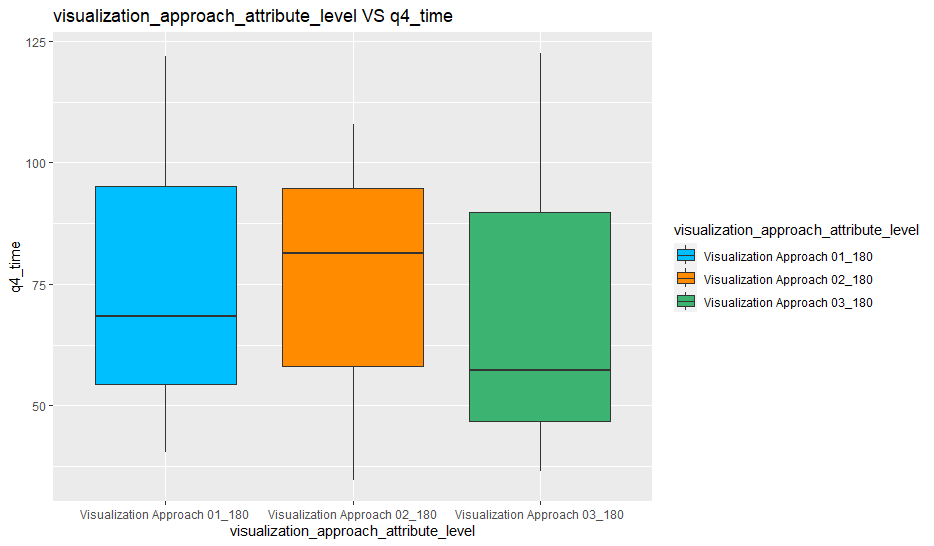 visualization_approach_attribute_level VS q4_time
125
100
75
50
q4_time
Visualization Approach 01_180 Visualization Approach 02_180 Visualization Approach 03_180
visualization_approach_attribute_level
visualization_approach_attribute_level
Visualization Approach 01_180
Visualization Approach 02_180
Visualization Approach 03_180